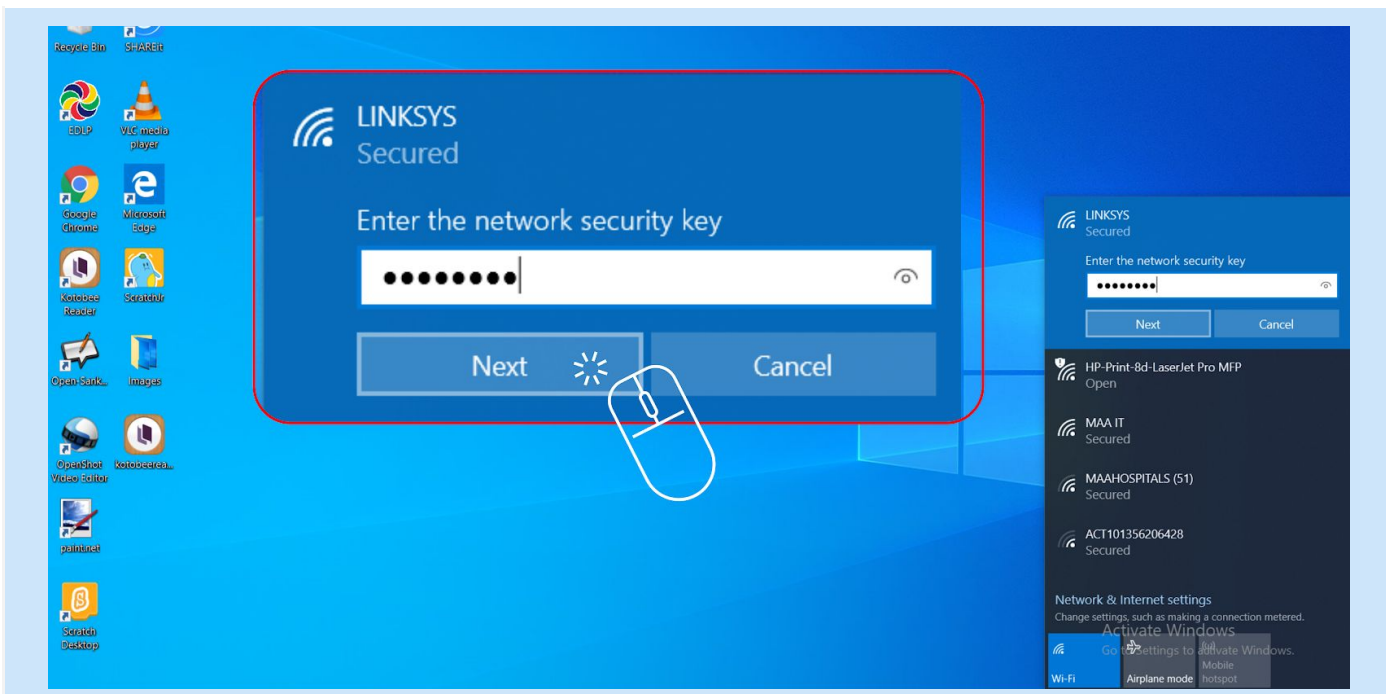 Recycle Bin
SHAREit
EDLP
VLC media
player
Google
Chrome
Microsoft
Edge
Kotobee
Reader
ScratchJr
Open-Sank...
Images
OpenShot
Video Editor
kotobeerea...
paint.net
Scratch
Desktop
LINKSYS
Secured
Enter the network security key
Next
Cancel
LINKSYS
Secured
Enter the network security key
Next
Cancel
HP-Print-8d-LaserJet Pro MFP
Open
MAA IT
Secured
MAAHOSPITALS (51)
Secured
ACT101356206428
Secured
Network & Internet settings
Change settings, such as making a connection metered.
Activate Windows
Go to Settings to activate Windows.
Wi-Fi
Airplane mode
Mobile
hotspot